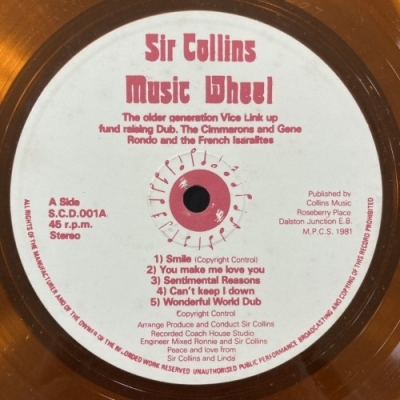 Sir Collins
Music Wheel
The older generation Vice Link up
fund raising Dub. The Cimmarons and Gene
Rondo and the French Isaralites
A Side
S.C.D.001A
45 r.p.m.
Stereo
Published by
Collins Music
Roseberry Place
Dalston Junction E.8.
M.P.C.S. 1981
1) Smile (Copyright Control)
2) You make me love you
3) Sentimental Reasons
4) Can't keep I down
5) Wonderful World Dub
Copyright Control
Arrange Produce and Conduct Sir Collins
Recorded Coach House Studio
Engineer Mixed Ronnie and Sir Collins
Peace and love from
Sir Collins and Linda
ALL RIGHTS OF THE MANUFACTURER AND OF THE OWNER OF THE RECORDED WORK RESERVED UNAUTHORISED PUBLIC PERFORMANCE BROADCASTING AND COPYING OF THIS RECORD PROHIBITED